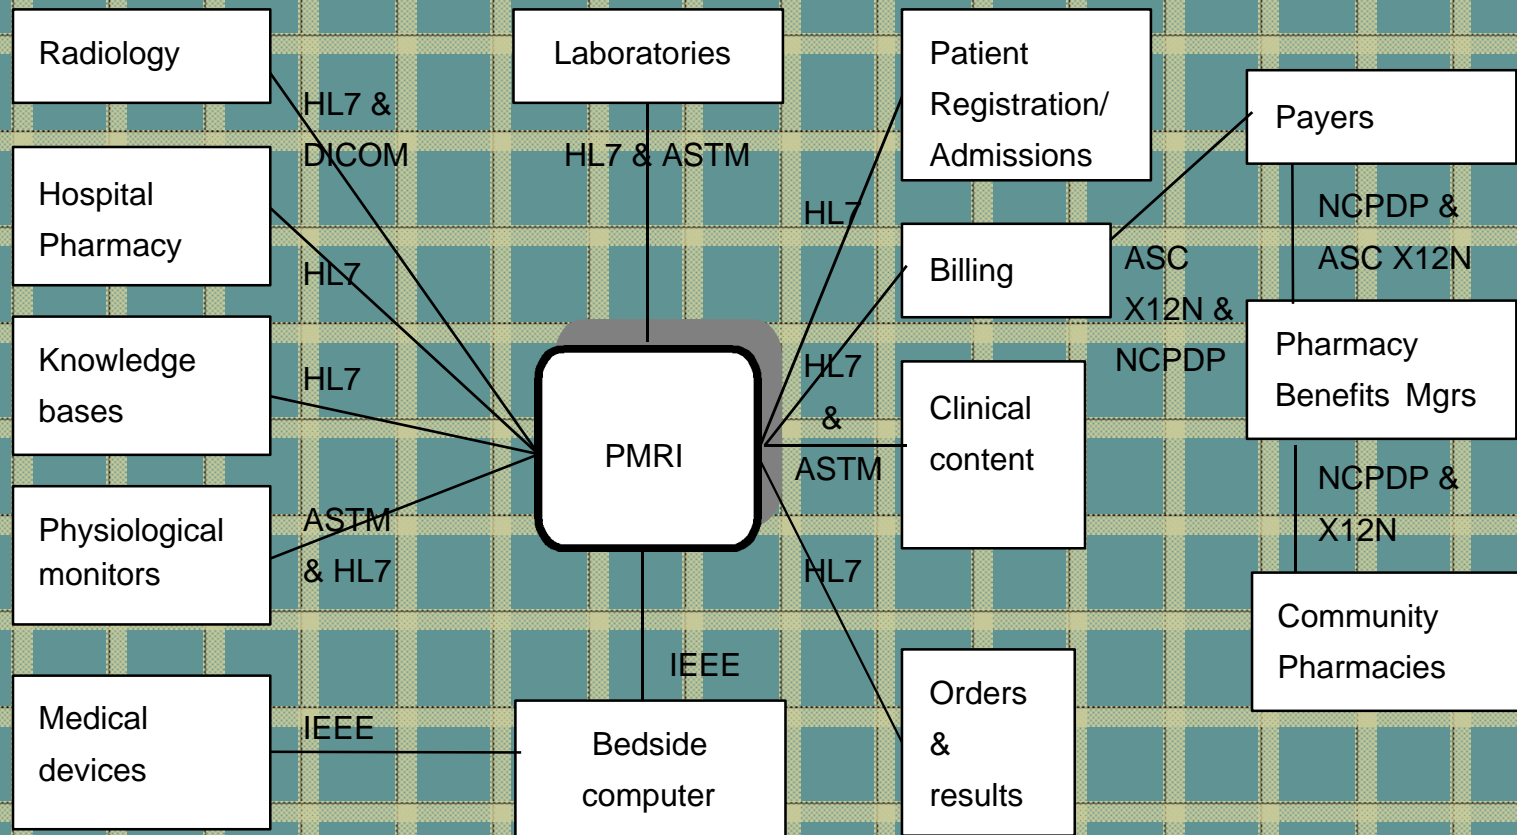 Radiology
HL7 &
DICOM
Hospital
Pharmacy
HL7
Knowledge
bases
HL7
Physiological
monitors
ASTM
& HL7
Medical
devices
IEEE
Laboratories
HL7 & ASTM
PMRI
IEEE
Bedside
computer
Patient
Registration/
Admissions
HL7
Billing
HL7
&
ASTM
Clinical
content
HL7
Orders
&
results
Payers
ASC
X12N &
NCPDP
NCPDP &
ASC X12N
Pharmacy
Benefits Mgrs
NCPDP &
X12N
Community
Pharmacies